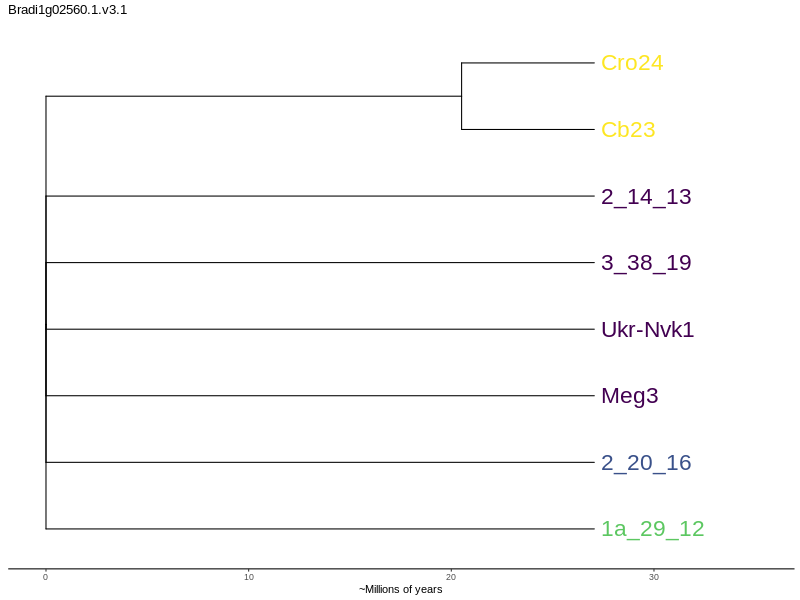 Bradi1g02560.1.v3.1
Cro24
Cb23
2_14_13
3_38_19
Ukr-Nvk1
Meg3
2_20_16
1a_29_12
0 10 20 30
~Millions of years